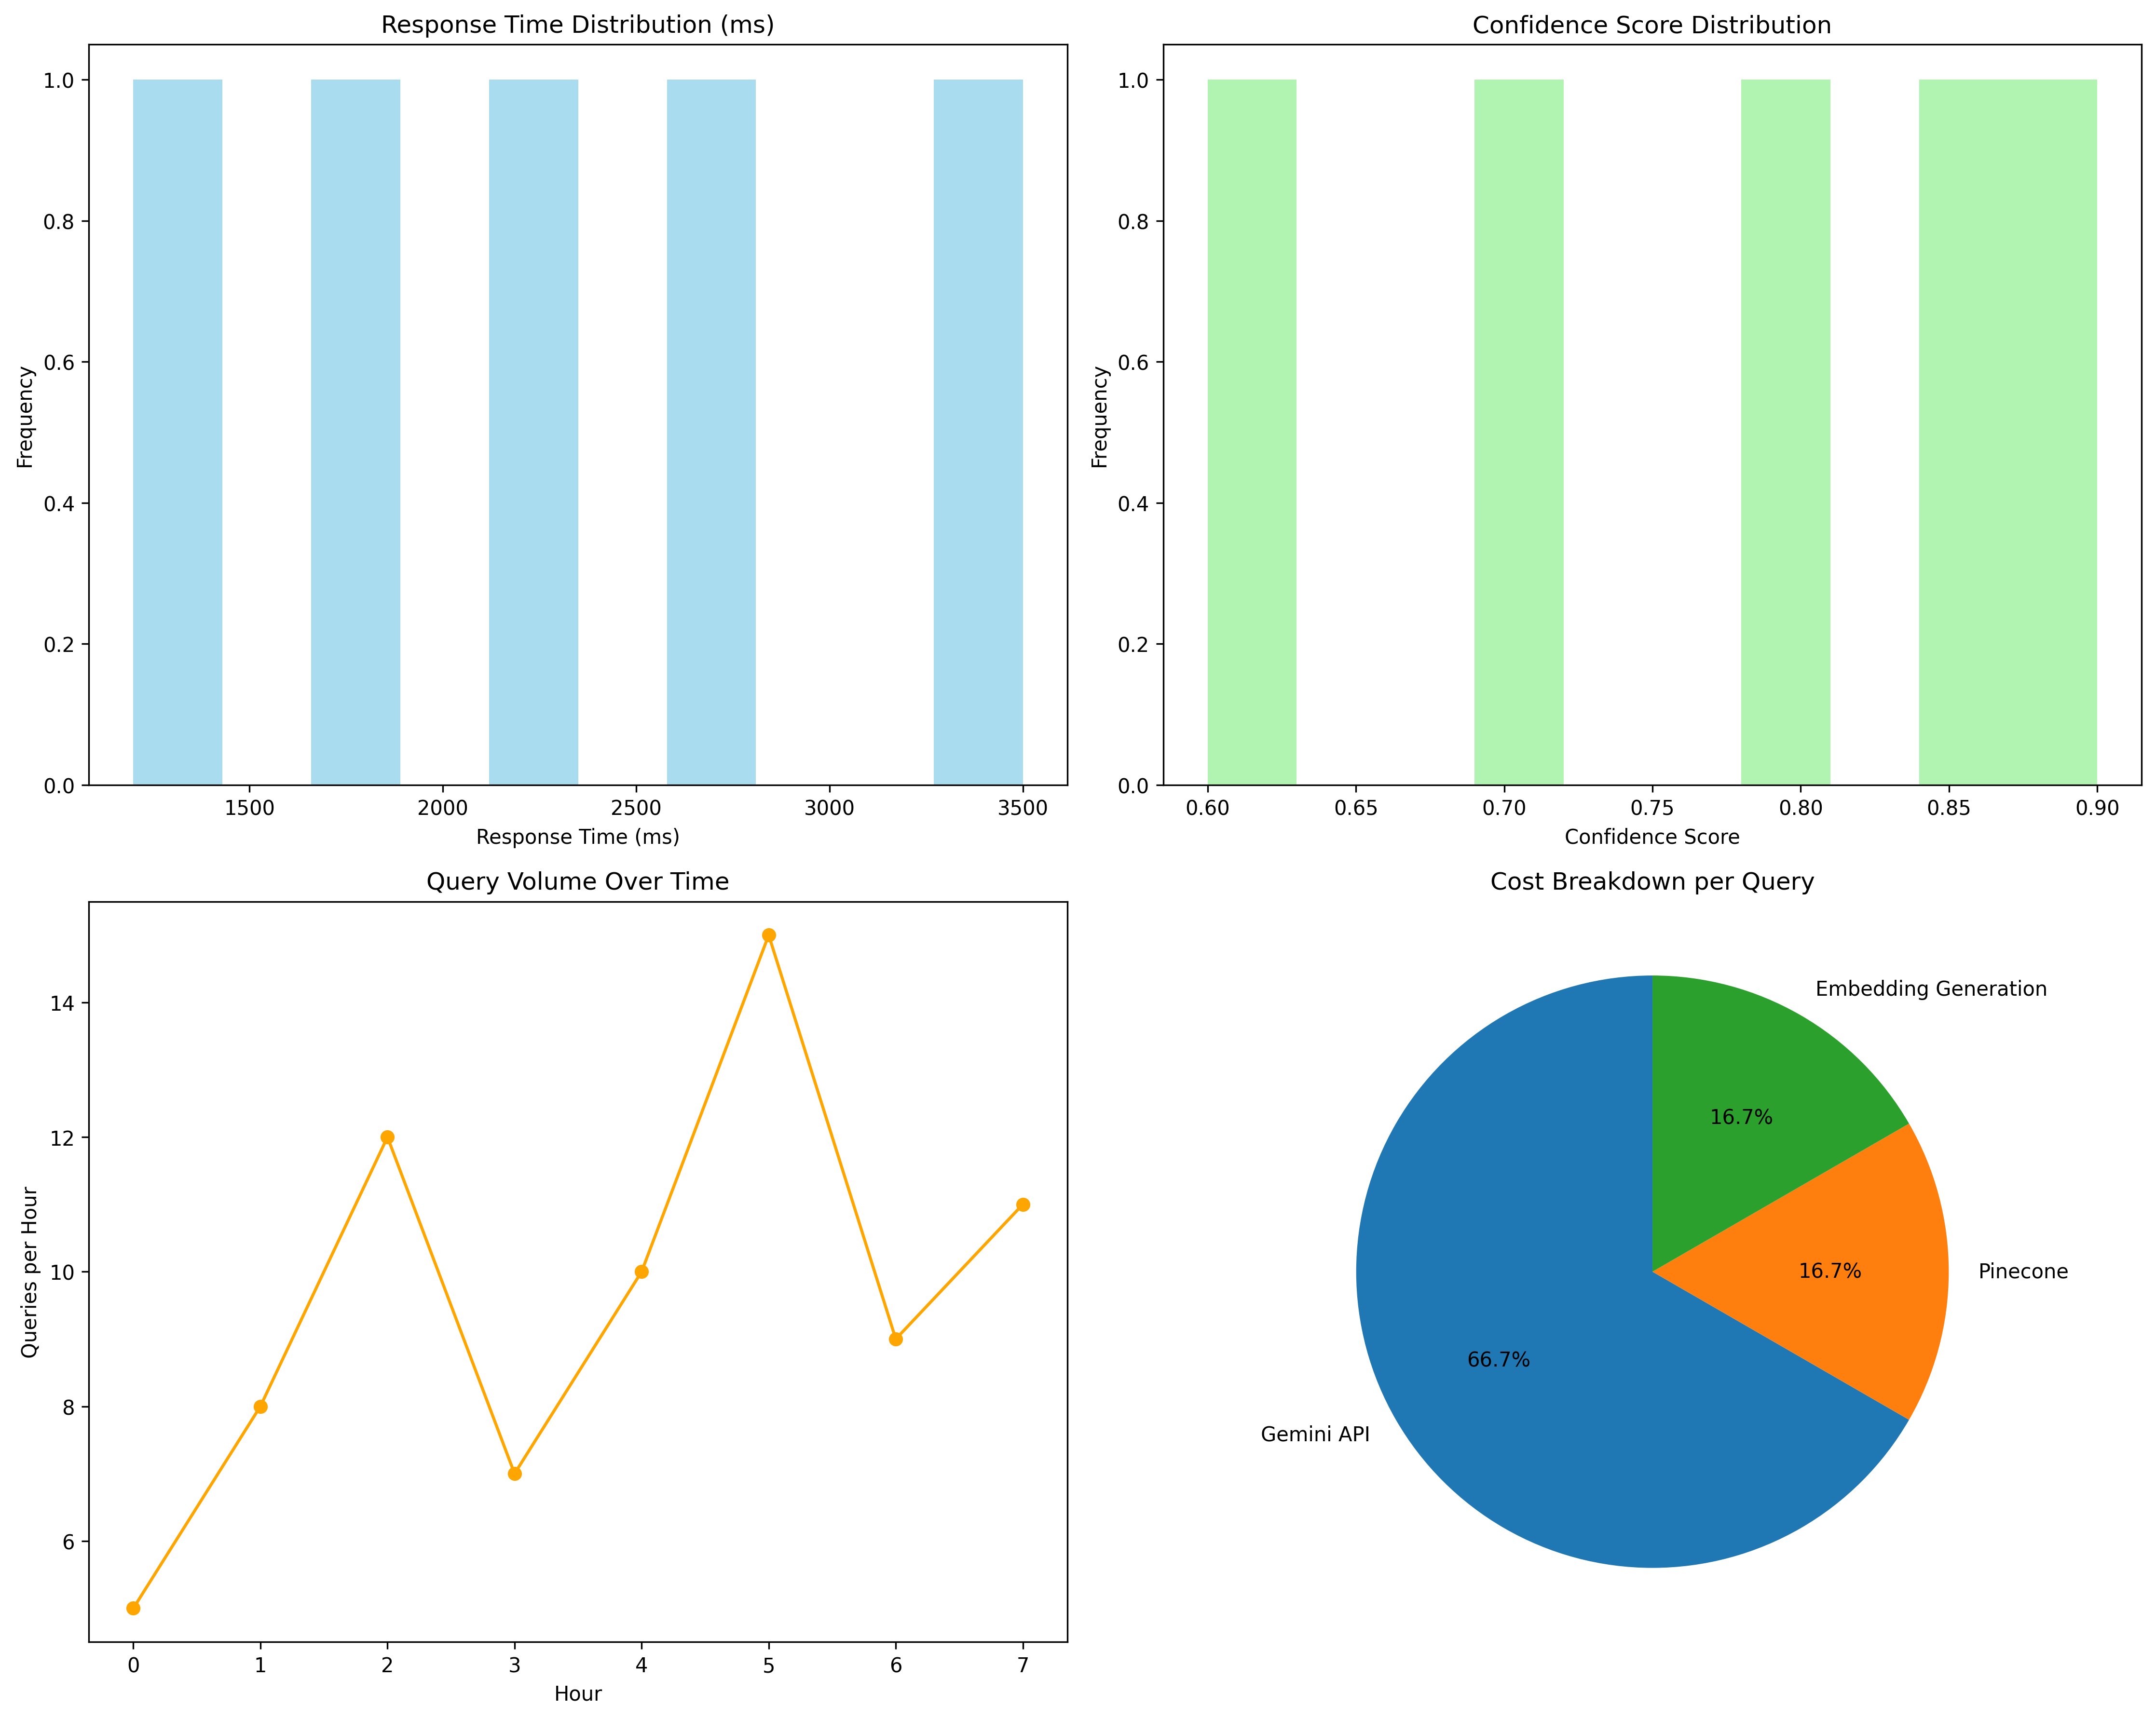 Response Time Distribution (ms)
1.0
0.8
0.6
0.4
0.2
0.0
Frequency
1500 2000 2500 3000 3500
Response Time (ms)
Confidence Score Distribution
1.0
0.8
0.6
0.4
0.2
0.0
Frequency
0.60 0.65 0.70 0.75 0.80 0.85 0.90
Confidence Score
Query Volume Over Time
14
12
10
8
6
Queries per Hour
0 1 2 3 4 5 6 7
Hour
Cost Breakdown per Query
Embedding Generation
16.7%
16.7%
Pinecone
66.7%
Gemini API